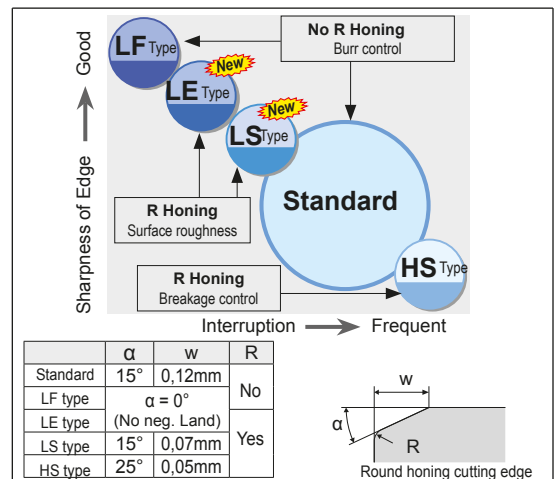 No R Honing
Burr control
LF Type
New
LE Type
New
LS Type
Standard
R Honing
Surface roughness
HS Type
R Honing
Breakage control
Sharpness of Edge → Good
Interruption → Frequent
α w R
Standard 15° 0,12mm No
LF type α = 0°
LE type (No neg. Land) Yes
LS type 15° 0,07mm
HS type 25° 0,05mm
w
α
R
Round honing cutting edge